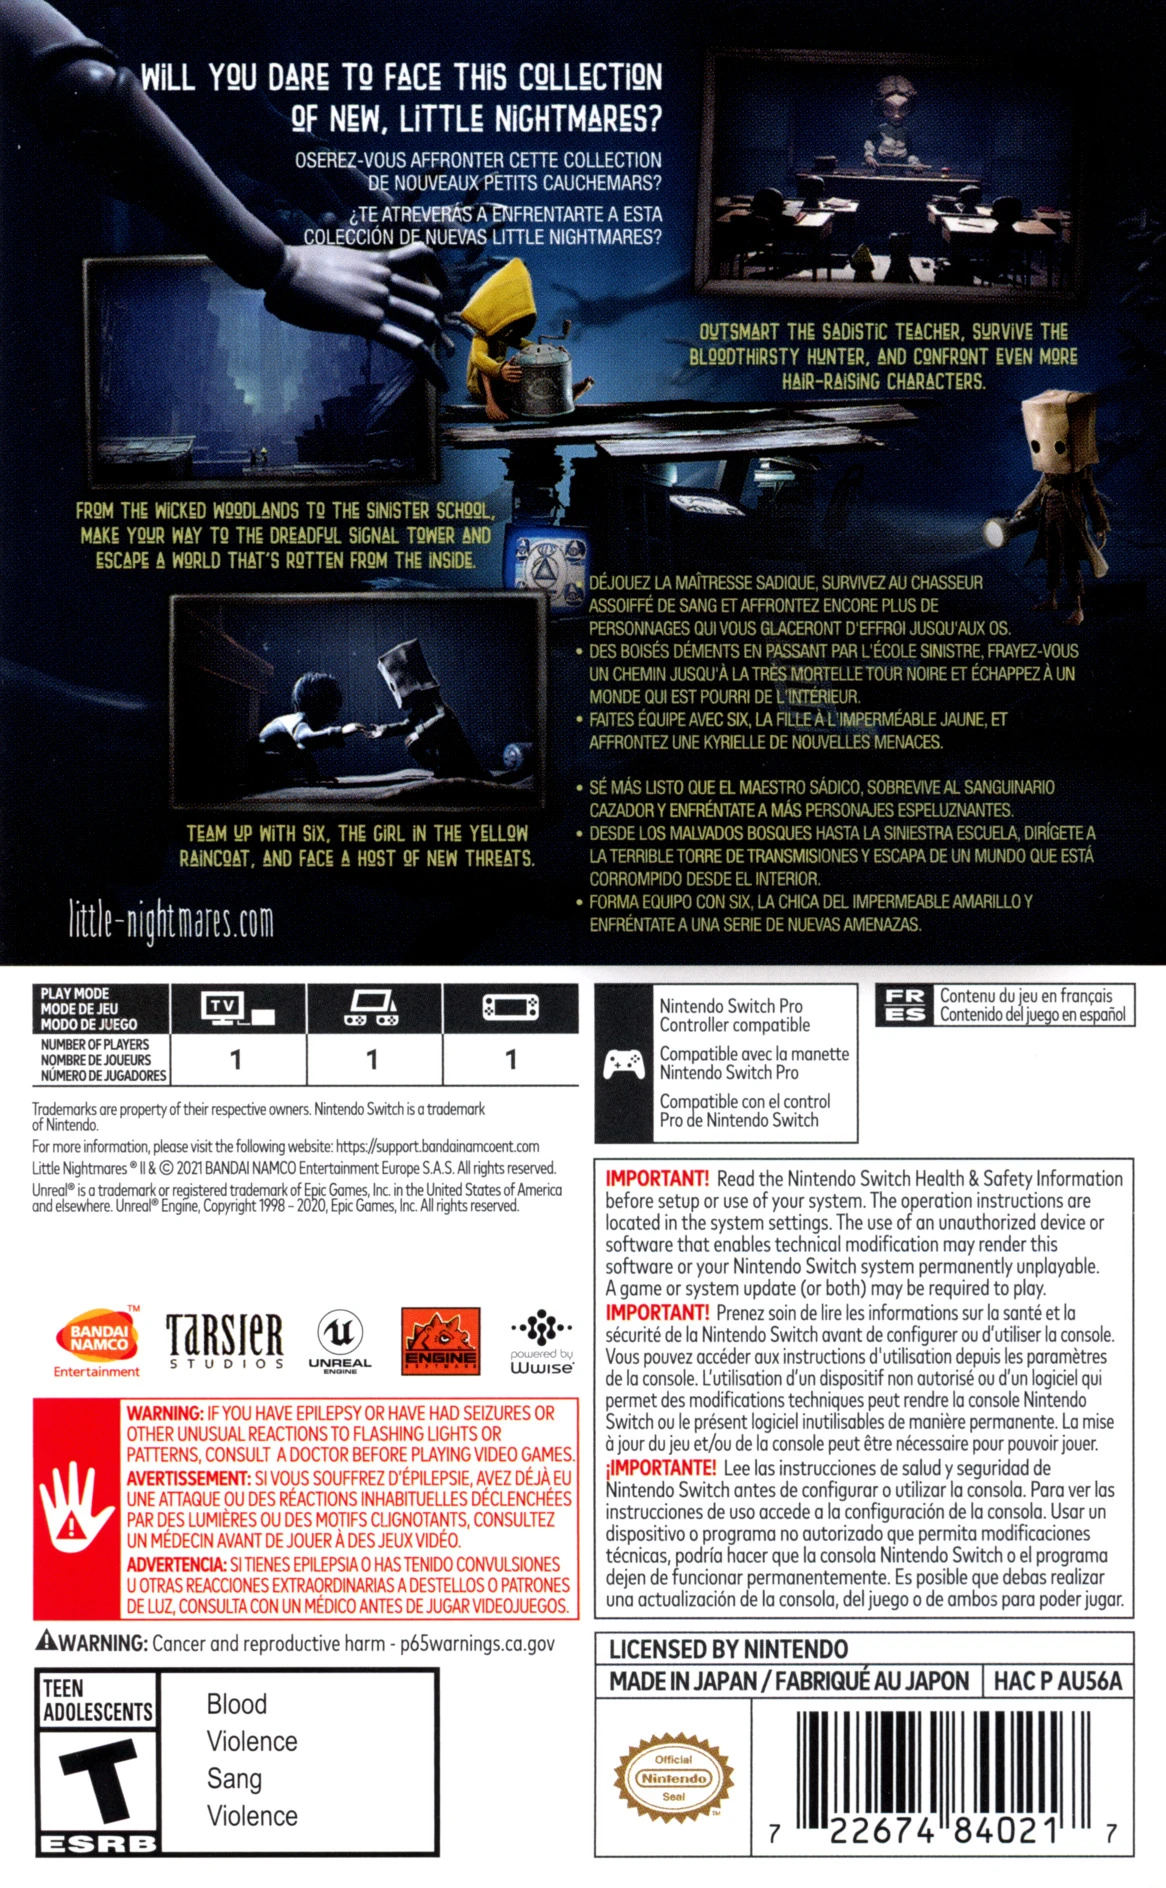 WILL YOU DARE TO FACE THIS COLLECTION
OF NEW, LITTLE NIGHTMARES?
OSEREZ-VOUS AFFRONTER CETTE COLLECTION
DE NOUVEAUX PETITS CAUCHEMARS?
¿TE ATREVERÁS A ENFRENTARTE A ESTA
COLECCIÓN DE NUEVAS LITTLE NIGHTMARES?
OUTSMART THE SADISTIC TEACHER, SURVIVE THE
BLOODTHIRSTY HUNTER, AND CONFRONT EVEN MORE
HAIR-RAISING CHARACTERS.
FROM THE WICKED WOODLANDS TO THE SINISTER SCHOOL,
MAKE YOUR WAY TO THE DREADFUL SIGNAL TOWER AND
ESCAPE A WORLD THAT'S ROTTEN FROM THE INSIDE.
TEAM UP WITH SIX, THE GIRL IN THE YELLOW
RAINCOAT, AND FACE A HOST OF NEW THREATS.
little-nightmares.com
DÉJOUEZ LA MAÎTRESSE SADIQUE, SURVIVEZ AU CHASSEUR
ASSOIFFÉ DE SANG ET AFFRONTEZ ENCORE PLUS DE
PERSONNAGES QUI VOUS GLACERONT D'EFFROI JUSQU'AUX OS.
• DES BOISÉS DÉMENTS EN PASSANT PAR L'ÉCOLE SINISTRE, FRAYEZ-VOUS
UN CHEMIN JUSQU'À LA TRÈS MORTELLE TOUR NOIRE ET ÉCHAPPEZ À UN
MONDE QUI EST POURRI DE L'INTÉRIEUR.
• FAITES ÉQUIPE AVEC SIX, LA FILLE À L'IMPERMÉABLE JAUNE, ET
AFFRONTEZ UNE KYRIELLE DE NOUVELLES MENACES.
• SÉ MÁS LISTO QUE EL MAESTRO SÁDICO, SOBREVIVE AL SANGUINARIO
CAZADOR Y ENFRÉNTATE A MÁS PERSONAJES ESPELUZNANTES.
• DESDE LOS MALVADOS BOSQUES HASTA LA SINIESTRA ESCUELA, DIRÍGETE A
LA TERRIBLE TORRE DE TRANSMISIONES Y ESCAPA DE UN MUNDO QUE ESTÁ
CORROMPIDO DESDE EL INTERIOR.
• FORMA EQUIPO CON SIX, LA CHICA DEL IMPERMEABLE AMARILLO Y
ENFRÉNTATE A UNA SERIE DE NUEVAS AMENAZAS.
PLAY MODE
MODE DE JEU
MODO DE JUEGO
TV
NUMBER OF PLAYERS
NOMBRE DE JOUEURS
NÚMERO DE JUGADORES
1 1 1
Nintendo Switch Pro
Controller compatible
Compatible avec la manette
Nintendo Switch Pro
Compatible con el control
Pro de Nintendo Switch
FR Contenu du jeu en français
ES Contenido del juego en español
Trademarks are property of their respective owners. Nintendo Switch is a trademark
of Nintendo.
For more information, please visit the following website: https://support.bandainamcoent.com
Little Nightmares ® II & © 2021 BANDAI NAMCO Entertainment Europe S.A.S. All rights reserved.
Unreal® is a trademark or registered trademark of Epic Games, Inc. in the United States of America
and elsewhere. Unreal® Engine, Copyright 1998 – 2020, Epic Games, Inc. All rights reserved.
BANDAI
NAMCO
™
Entertainment
TARSIER
STUDIOS
UNREAL
ENGINE
ENGINE
SOFTWARE
powered by
Wwise®
IMPORTANT! Read the Nintendo Switch Health & Safety Information
before setup or use of your system. The operation instructions are
located in the system settings. The use of an unauthorized device or
software that enables technical modification may render this
software or your Nintendo Switch system permanently unplayable.
A game or system update (or both) may be required to play.
IMPORTANT! Prenez soin de lire les informations sur la santé et la
sécurité de la Nintendo Switch avant de configurer ou d'utiliser la console.
Vous pouvez accéder aux instructions d'utilisation depuis les paramètres
de la console. L'utilisation d'un dispositif non autorisé ou d'un logiciel qui
permet des modifications techniques peut rendre la console Nintendo
Switch ou le présent logiciel inutilisables de manière permanente. La mise
à jour du jeu et/ou de la console peut être nécessaire pour pouvoir jouer.
¡IMPORTANTE! Lee las instrucciones de salud y seguridad de
Nintendo Switch antes de configurar o utilizar la consola. Para ver las
instrucciones de uso accede a la configuración de la consola. Usar un
dispositivo o programa no autorizado que permita modificaciones
técnicas, podría hacer que la consola Nintendo Switch o el programa
dejen de funcionar permanentemente. Es posible que debas realizar
una actualización de la consola, del juego o de ambos para poder jugar.
WARNING: IF YOU HAVE EPILEPSY OR HAVE HAD SEIZURES OR
OTHER UNUSUAL REACTIONS TO FLASHING LIGHTS OR
PATTERNS, CONSULT A DOCTOR BEFORE PLAYING VIDEO GAMES.
AVERTISSEMENT: SI VOUS SOUFFREZ D'ÉPILEPSIE, AVEZ DÉJÀ EU
UNE ATTAQUE OU DES RÉACTIONS INHABITUELLES DÉCLENCHÉES
PAR DES LUMIÈRES OU DES MOTIFS CLIGNOTANTS, CONSULTEZ
UN MÉDECIN AVANT DE JOUER À DES JEUX VIDÉO.
ADVERTENCIA: SI TIENES EPILEPSIA O HAS TENIDO CONVULSIONES
U OTRAS REACCIONES EXTRAORDINARIAS A DESTELLOS O PATRONES
DE LUZ, CONSULTA CON UN MÉDICO ANTES DE JUGAR VIDEOJUEGOS.
⚠WARNING: Cancer and reproductive harm - p65warnings.ca.gov
TEEN
ADOLESCENTS
T
ESRB
Blood
Violence
Sang
Violence
LICENSED BY NINTENDO
MADE IN JAPAN / FABRIQUÉ AU JAPON HAC P AU56A
Official
Nintendo
Seal
™
7 22674 84021 7